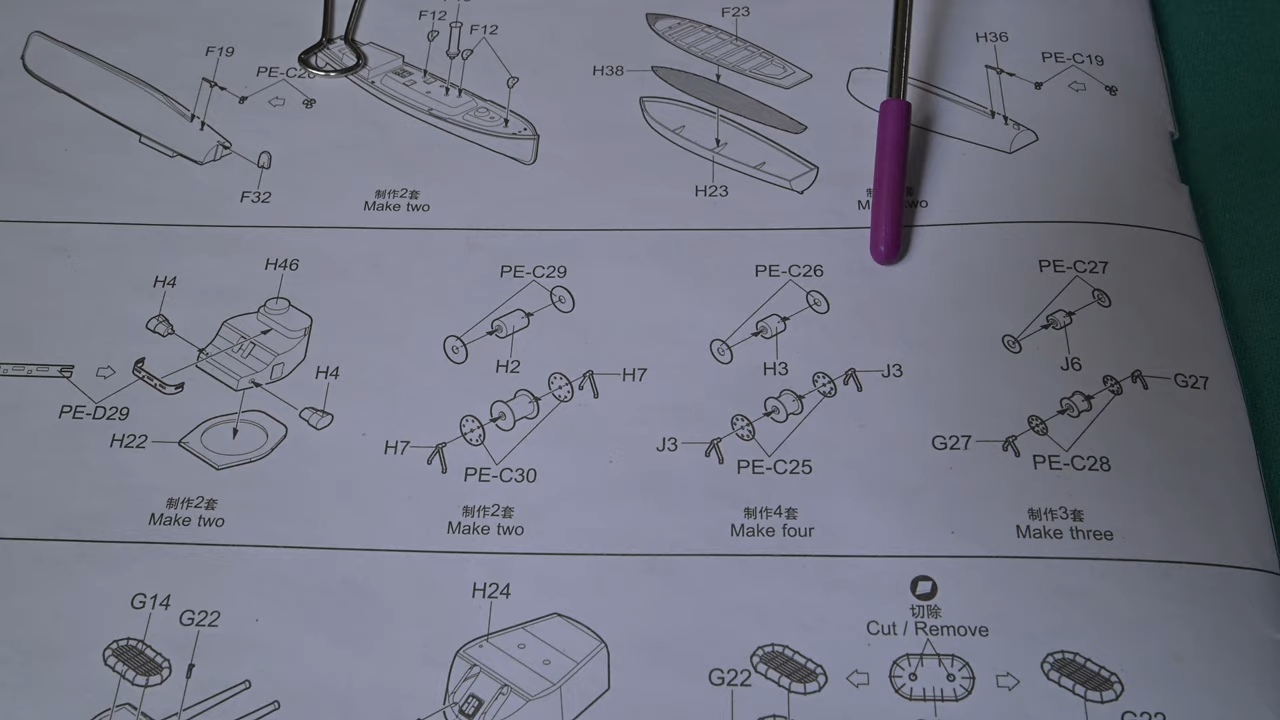 F12
F12
F23
F19
PE-C20
H38
H36
PE-C19
F32
制作2套
Make two
H23
H4
H46
H4
PE-D29
H22
制作2套
Make two
PE-C29
H2
H7
H7
PE-C30
制作2套
Make two
PE-C26
H3
J3
J3
PE-C25
制作4套
Make four
PE-C27
J6
G27
G27
PE-C28
制作3套
Make three
G14
G22
H24
切除
Cut / Remove
G22